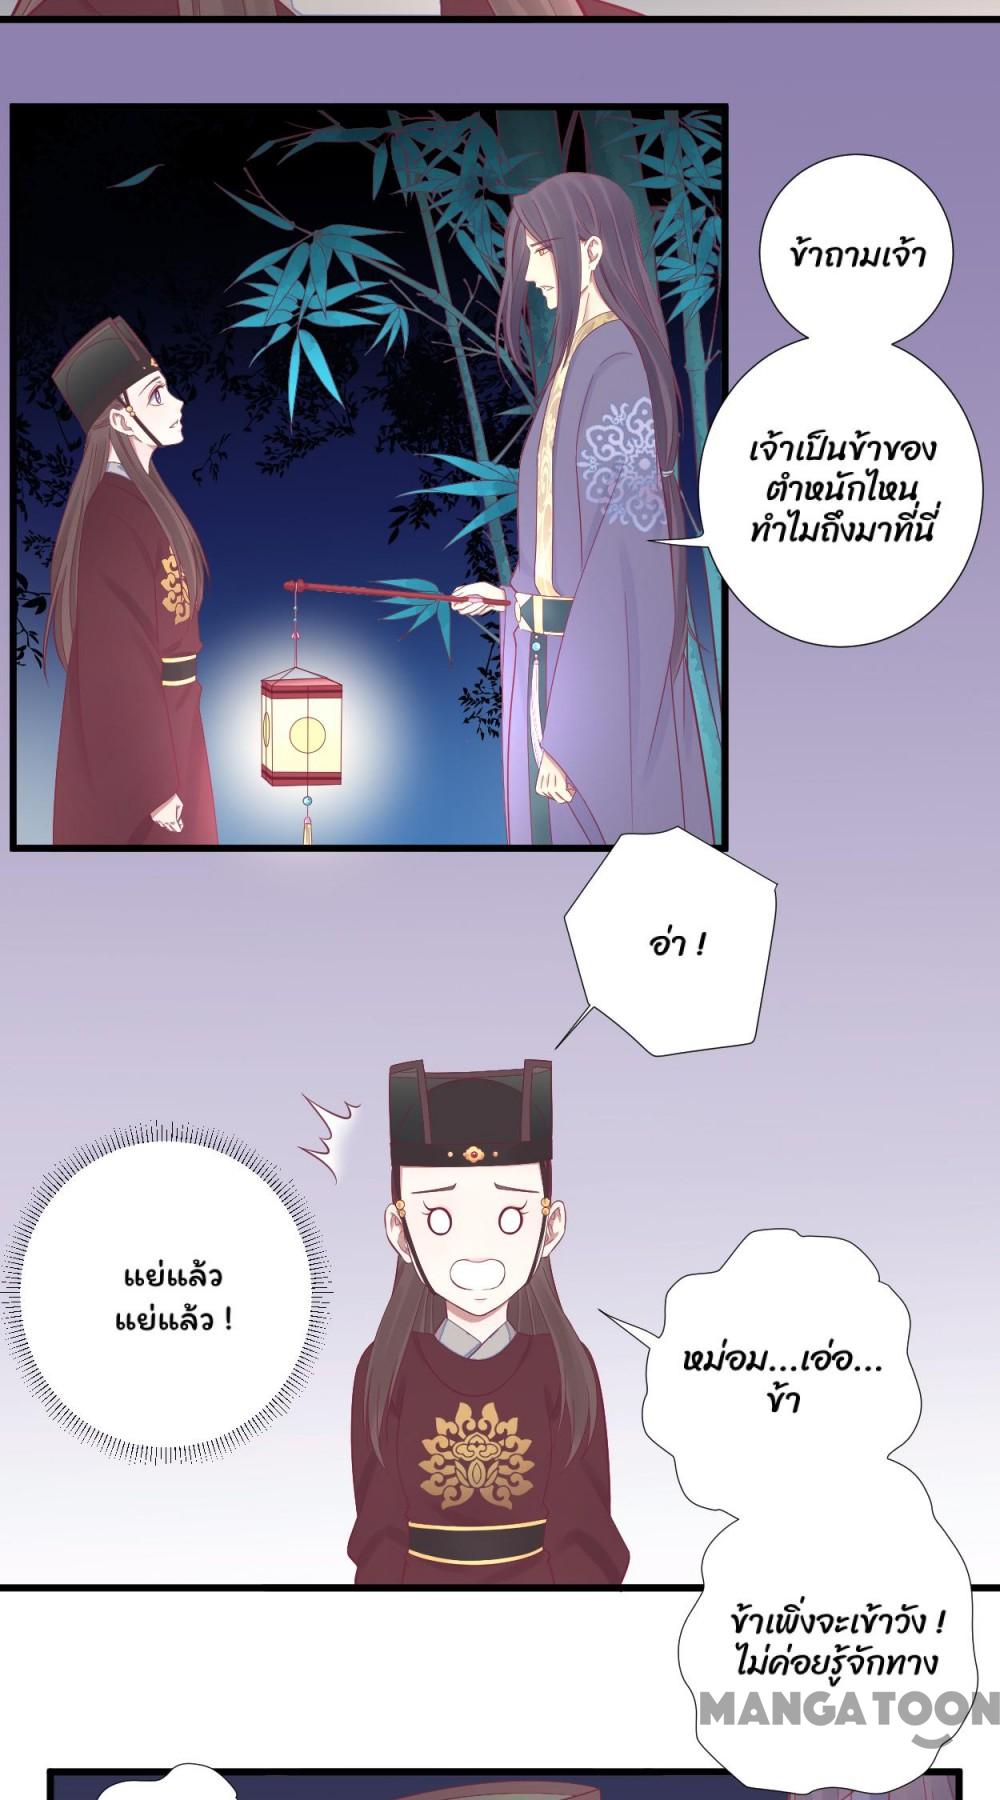 ข้าถามเจ้า
เจ้าเป็นข้าของ
ตำหนักไหน
ทำไมถึงมาที่นี่
อ่า !
แย่แล้ว
แย่แล้ว !
หม่อม...เอ่อ...
ข้า
ข้าเพิ่งจะเข้าวัง !
ไม่ค่อยรู้จักทาง
MANGATOON